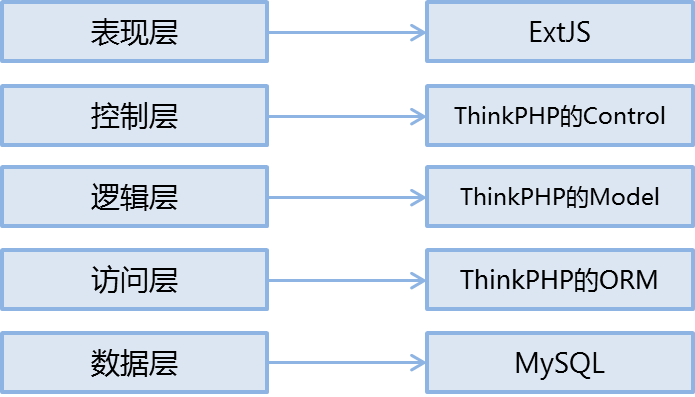 表现层
ExtJS
控制层
ThinkPHP的Control
逻辑层
ThinkPHP的Model
访问层
ThinkPHP的ORM
数据层
MySQL